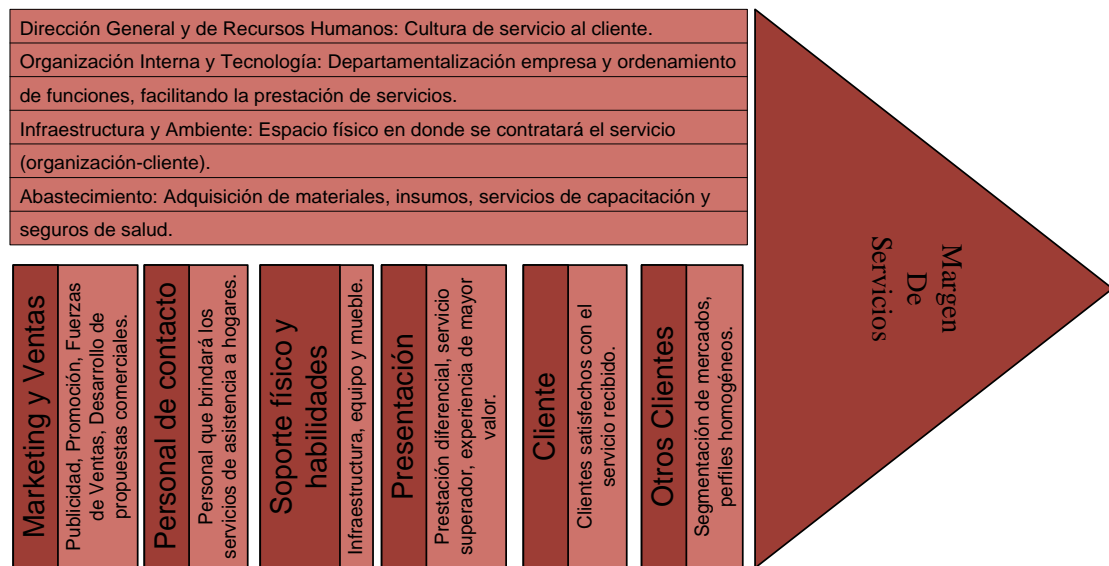 Dirección General y de Recursos Humanos: Cultura de servicio al cliente.
Organización Interna y Tecnología: Departamentalización empresa y ordenamiento
de funciones, facilitando la prestación de servicios.
Infraestructura y Ambiente: Espacio físico en donde se contratará el servicio
(organización-cliente).
Abastecimiento: Adquisición de materiales, insumos, servicios de capacitación y
seguros de salud.
Marketing y Ventas
Publicidad, Promoción, Fuerzas
de Ventas, Desarrollo de
propuestas comerciales.
Personal de contacto
Personal que brindará los
servicios de asistencia a hogares.
Soporte físico y
habilidades
Infraestructura, equipo y mueble.
Presentación
Prestación diferencial, servicio
superador, experiencia de mayor
valor.
Cliente
Clientes satisfechos con el
servicio recibido.
Otros Clientes
Segmentación de mercados,
perfiles homogéneos.
Margen
De
Servicios